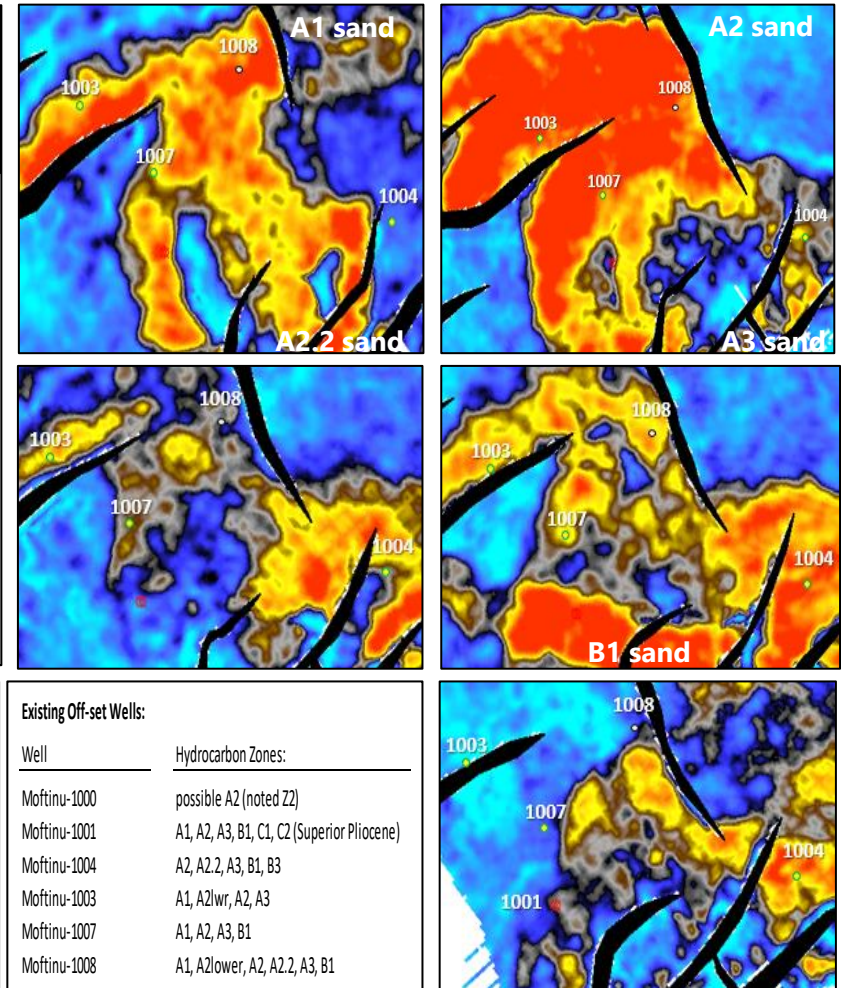 A1 sand
1008
1003
1007
1004
A2.2 sand
A2 sand
1008
1003
1007
1004
A3 sand
1008
1003
1007
1004
1008
1003
1007
1004
B1 sand
Existing Off-set Wells:
Well Hydrocarbon Zones:
Moftinu-1000 possible A2 (noted Z2)
Moftinu-1001 A1, A2, A3, B1, C1, C2 (Superior Pliocene)
Moftinu-1004 A2, A2.2, A3, B1, B3
Moftinu-1003 A1, A2lwr, A2, A3
Moftinu-1007 A1, A2, A3, B1
Moftinu-1008 A1, A2lower, A2, A2.2, A3, B1
1008
1003
1007
1004
1001